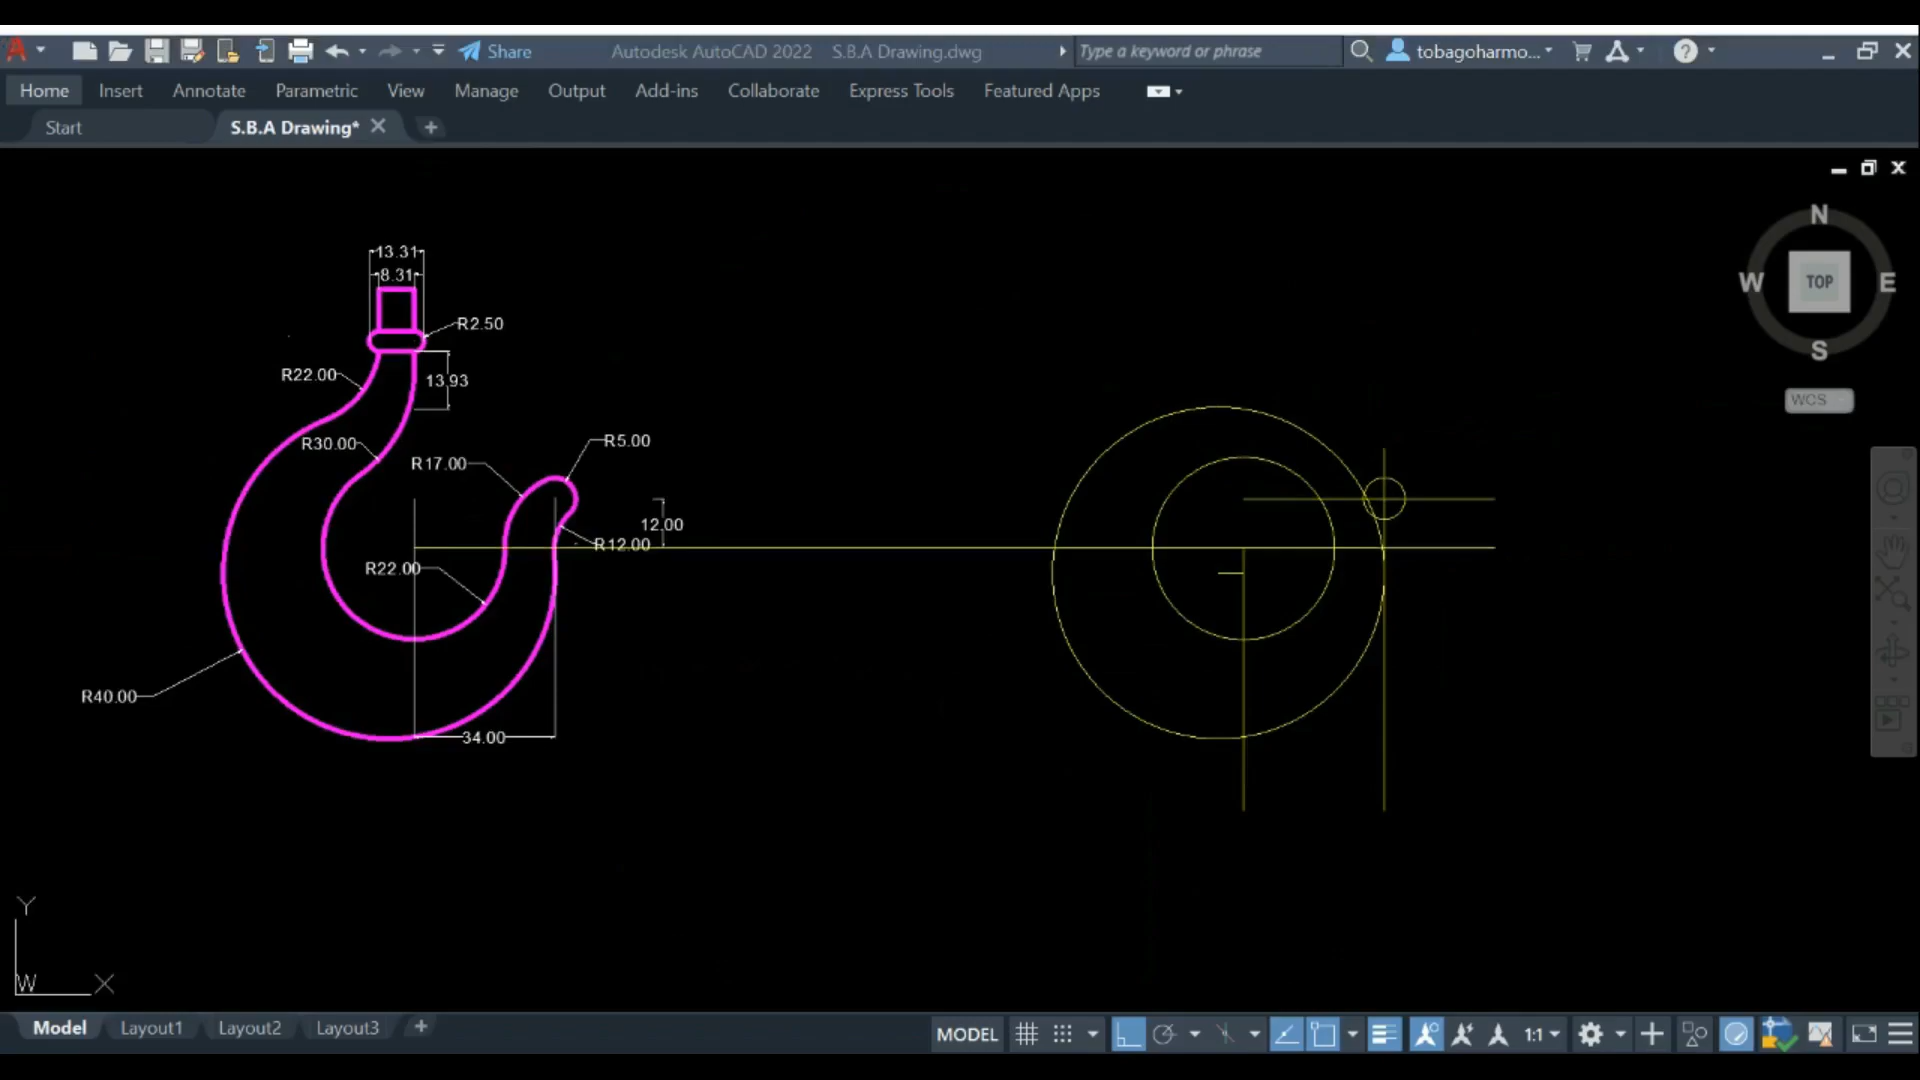 Share
Autodesk AutoCAD 2022 S.B.A Drawing.dwg
Type a keyword or phrase
tobagoharmo...
Home Insert Annotate Parametric View Manage Output Add-ins Collaborate Express Tools Featured Apps
Start S.B.A Drawing*
N
W TOP E
S
WCS
13.31
8.31
R2.50
R22.00
13.93
R30.00
R5.00
R17.00
12.00
R12.00
R22.00
R40.00
34.00
Y
W X
Model Layout1 Layout2 Layout3
MODEL 1:1